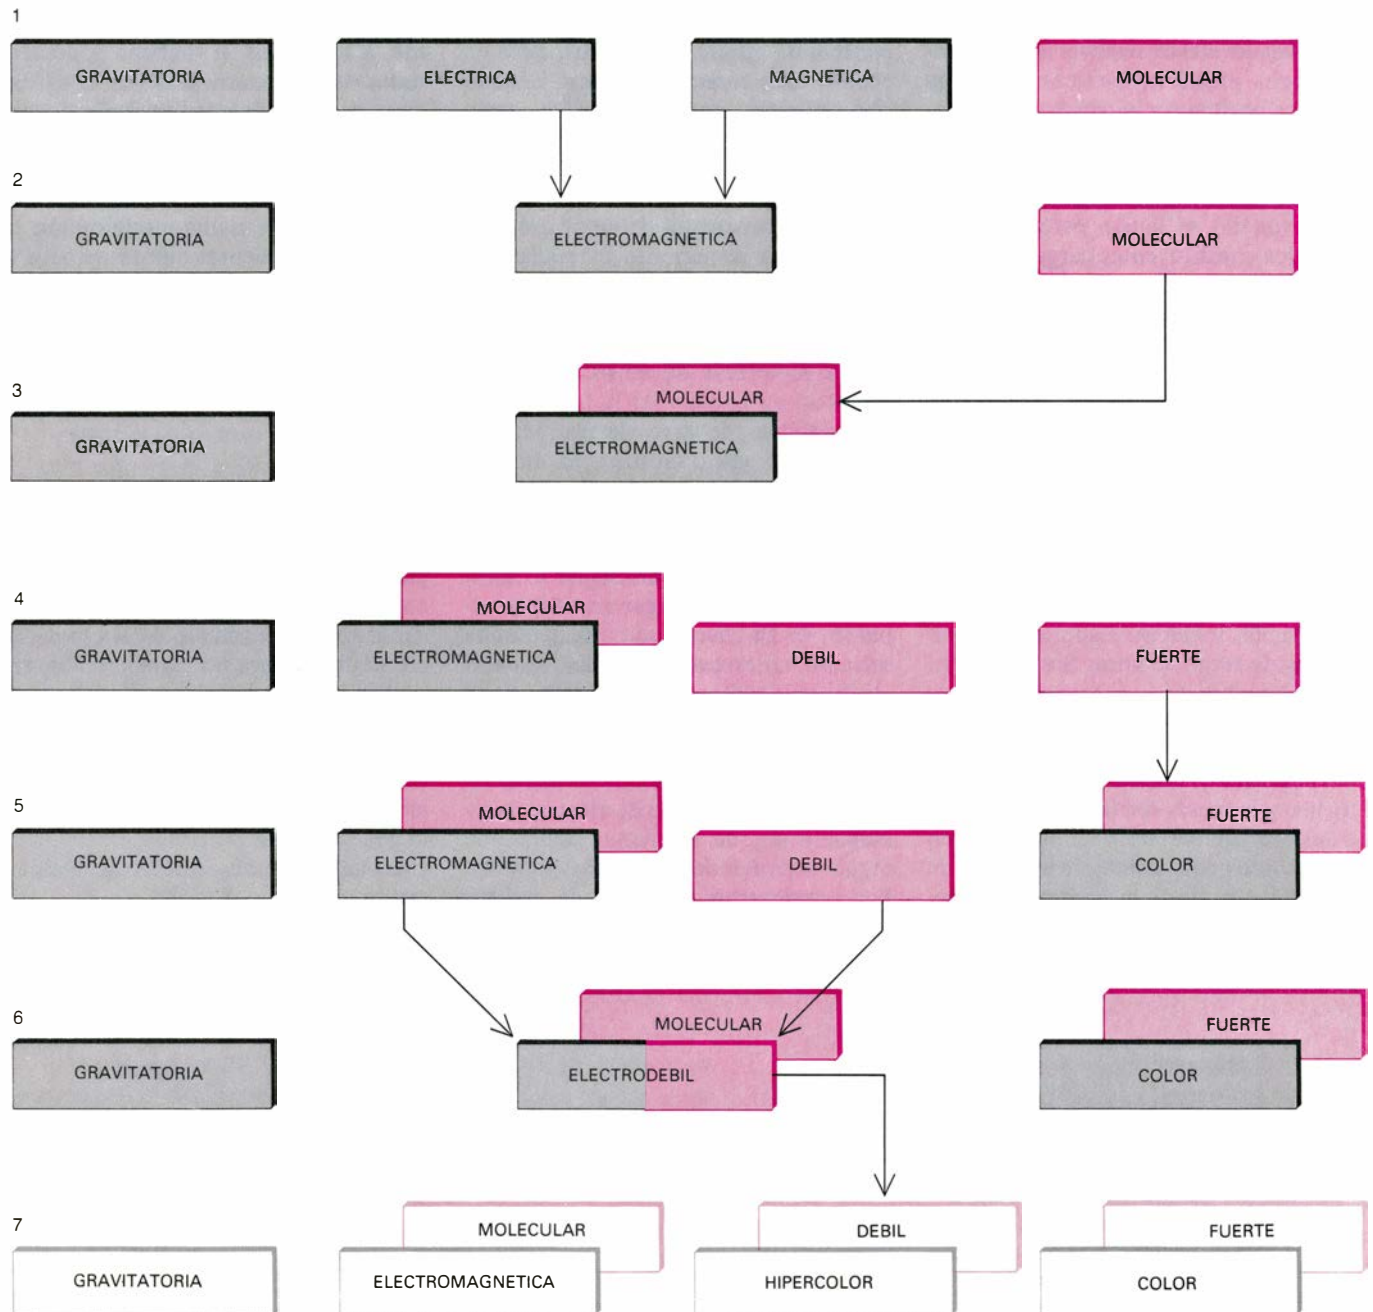 1
GRAVITATORIA ELECTRICA MAGNETICA MOLECULAR
2
GRAVITATORIA ELECTROMAGNETICA MOLECULAR
3
MOLECULAR
GRAVITATORIA ELECTROMAGNETICA
4
MOLECULAR
GRAVITATORIA ELECTROMAGNETICA DEBIL FUERTE
5
MOLECULAR FUERTE
GRAVITATORIA ELECTROMAGNETICA DEBIL COLOR
6
MOLECULAR FUERTE
GRAVITATORIA ELECTRODEBIL COLOR
7
MOLECULAR DEBIL FUERTE
GRAVITATORIA ELECTROMAGNETICA HIPERCOLOR COLOR